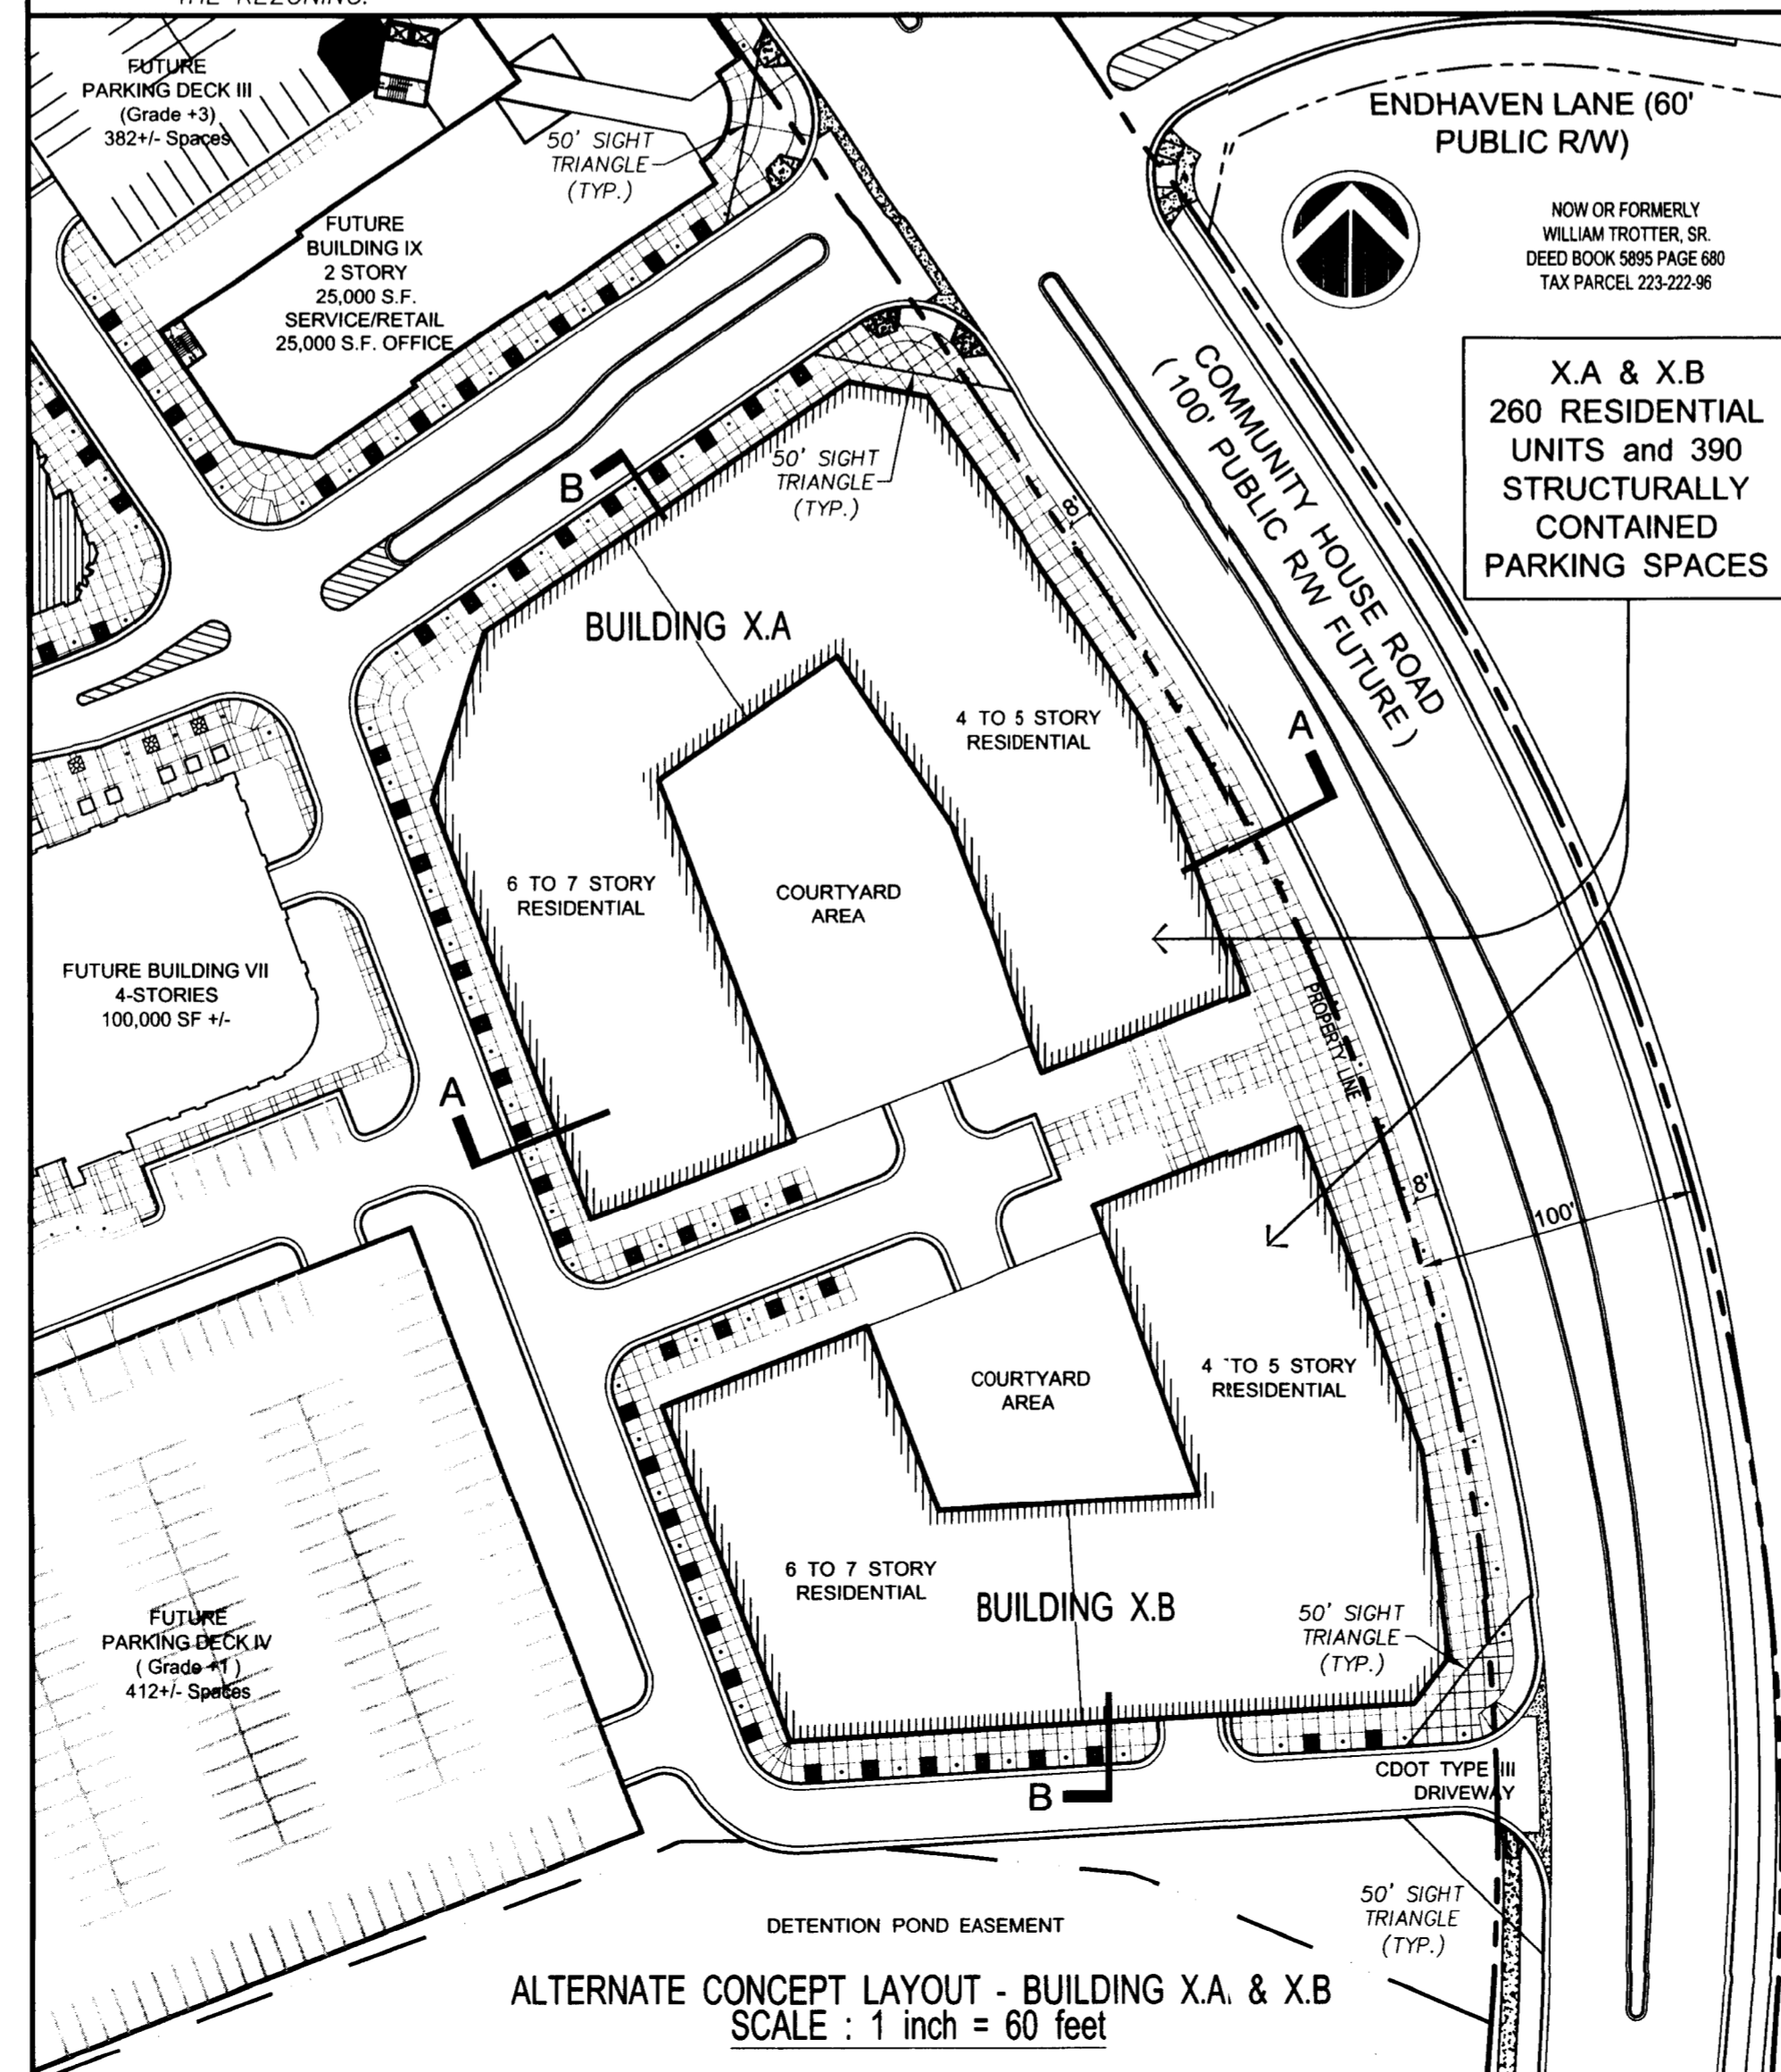 THE REZONING.
FUTURE
PARKING DECK III
(Grade +3)
382+/- Spaces
50' SIGHT
TRIANGLE
(TYP.)
ENDHAVEN LANE (60'
PUBLIC R/W)
NOW OR FORMERLY
WILLIAM TROTTER, SR.
DEED BOOK 5895 PAGE 680
TAX PARCEL 223-222-96
FUTURE
BUILDING IX
2 STORY
25,000 S.F.
SERVICE/RETAIL
25,000 S.F. OFFICE
X.A & X.B
260 RESIDENTIAL
UNITS and 390
STRUCTURALLY
CONTAINED
PARKING SPACES
COMMUNITY HOUSE ROAD
( 100' PUBLIC R/W FUTURE )
B
50' SIGHT
TRIANGLE
(TYP.)
8'
BUILDING X.A
4 TO 5 STORY
RESIDENTIAL
A
6 TO 7 STORY
RESIDENTIAL
COURTYARD
AREA
FUTURE BUILDING VII
4-STORIES
100,000 SF +/-
PROPERTY LINE
A
8'
100'
COURTYARD
AREA
4 TO 5 STORY
RESIDENTIAL
6 TO 7 STORY
RESIDENTIAL
BUILDING X.B
50' SIGHT
TRIANGLE
(TYP.)
FUTURE
PARKING DECK IV
( Grade +1 )
412+/- Spaces
B
CDOT TYPE III
DRIVEWAY
50' SIGHT
TRIANGLE
(TYP.)
DETENTION POND EASEMENT
ALTERNATE CONCEPT LAYOUT - BUILDING X.A. & X.B
SCALE : 1 inch = 60 feet